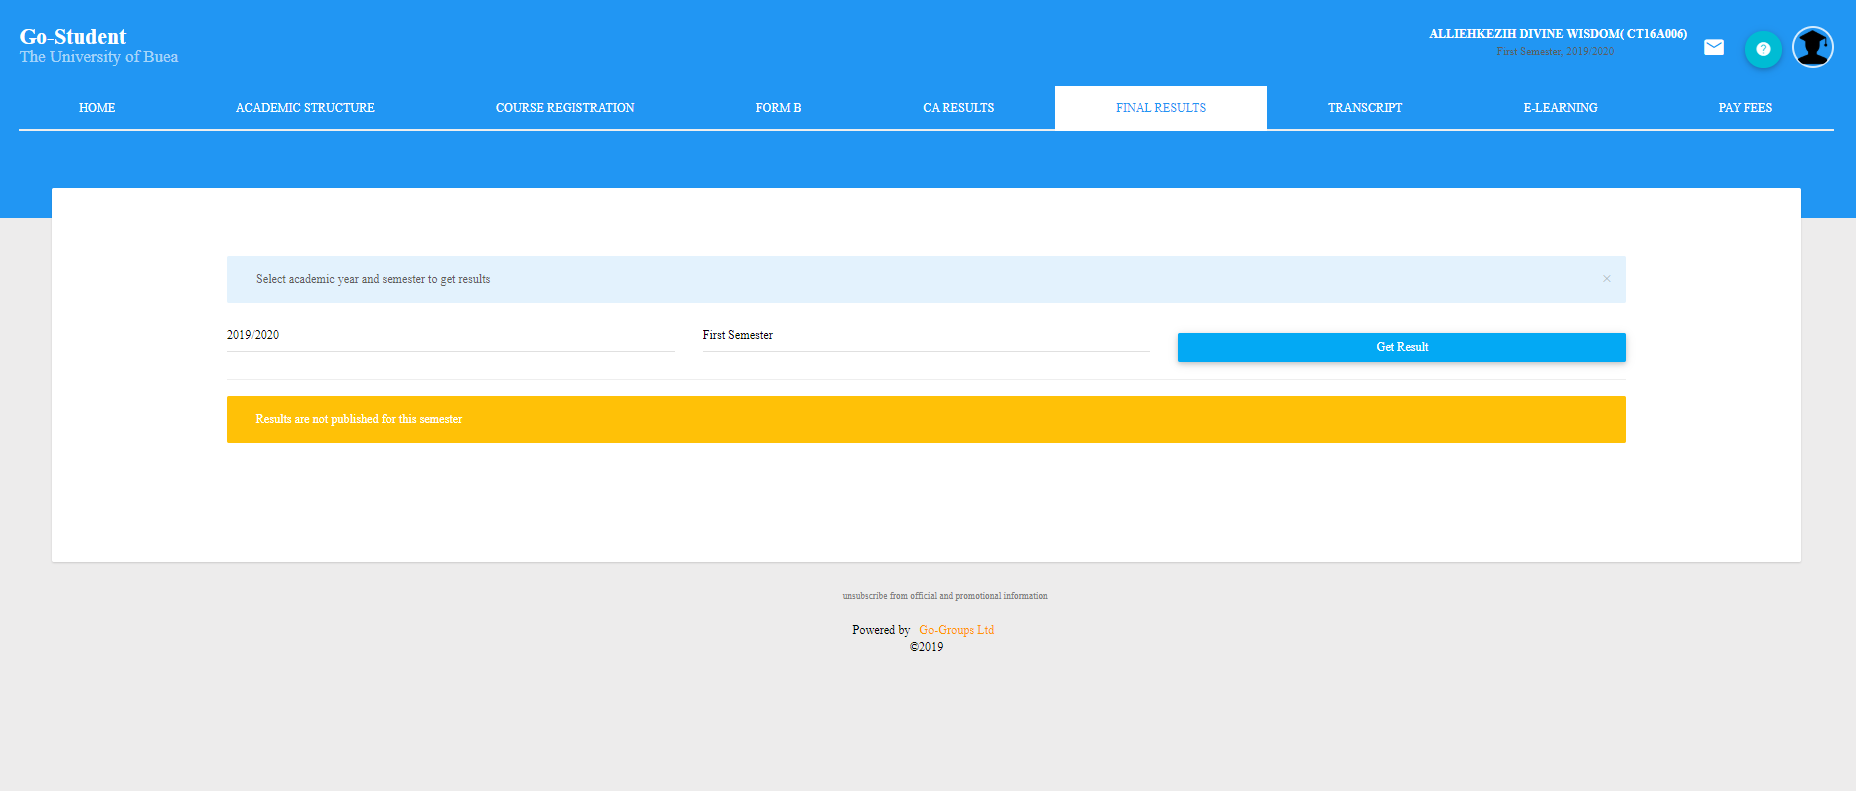 Go-Student
The University of Buea
ALLIEHKEZIH DIVINE WISDOM( CT16A006)
First Semester, 2019/2020
HOME
ACADEMIC STRUCTURE
COURSE REGISTRATION
FORM B
CA RESULTS
FINAL RESULTS
TRANSCRIPT
E-LEARNING
PAY FEES
Select academic year and semester to get results
×
2019/2020
First Semester
Get Result
Results are not published for this semester
unsubscribe from official and promotional information
Powered by Go-Groups Ltd
©2019